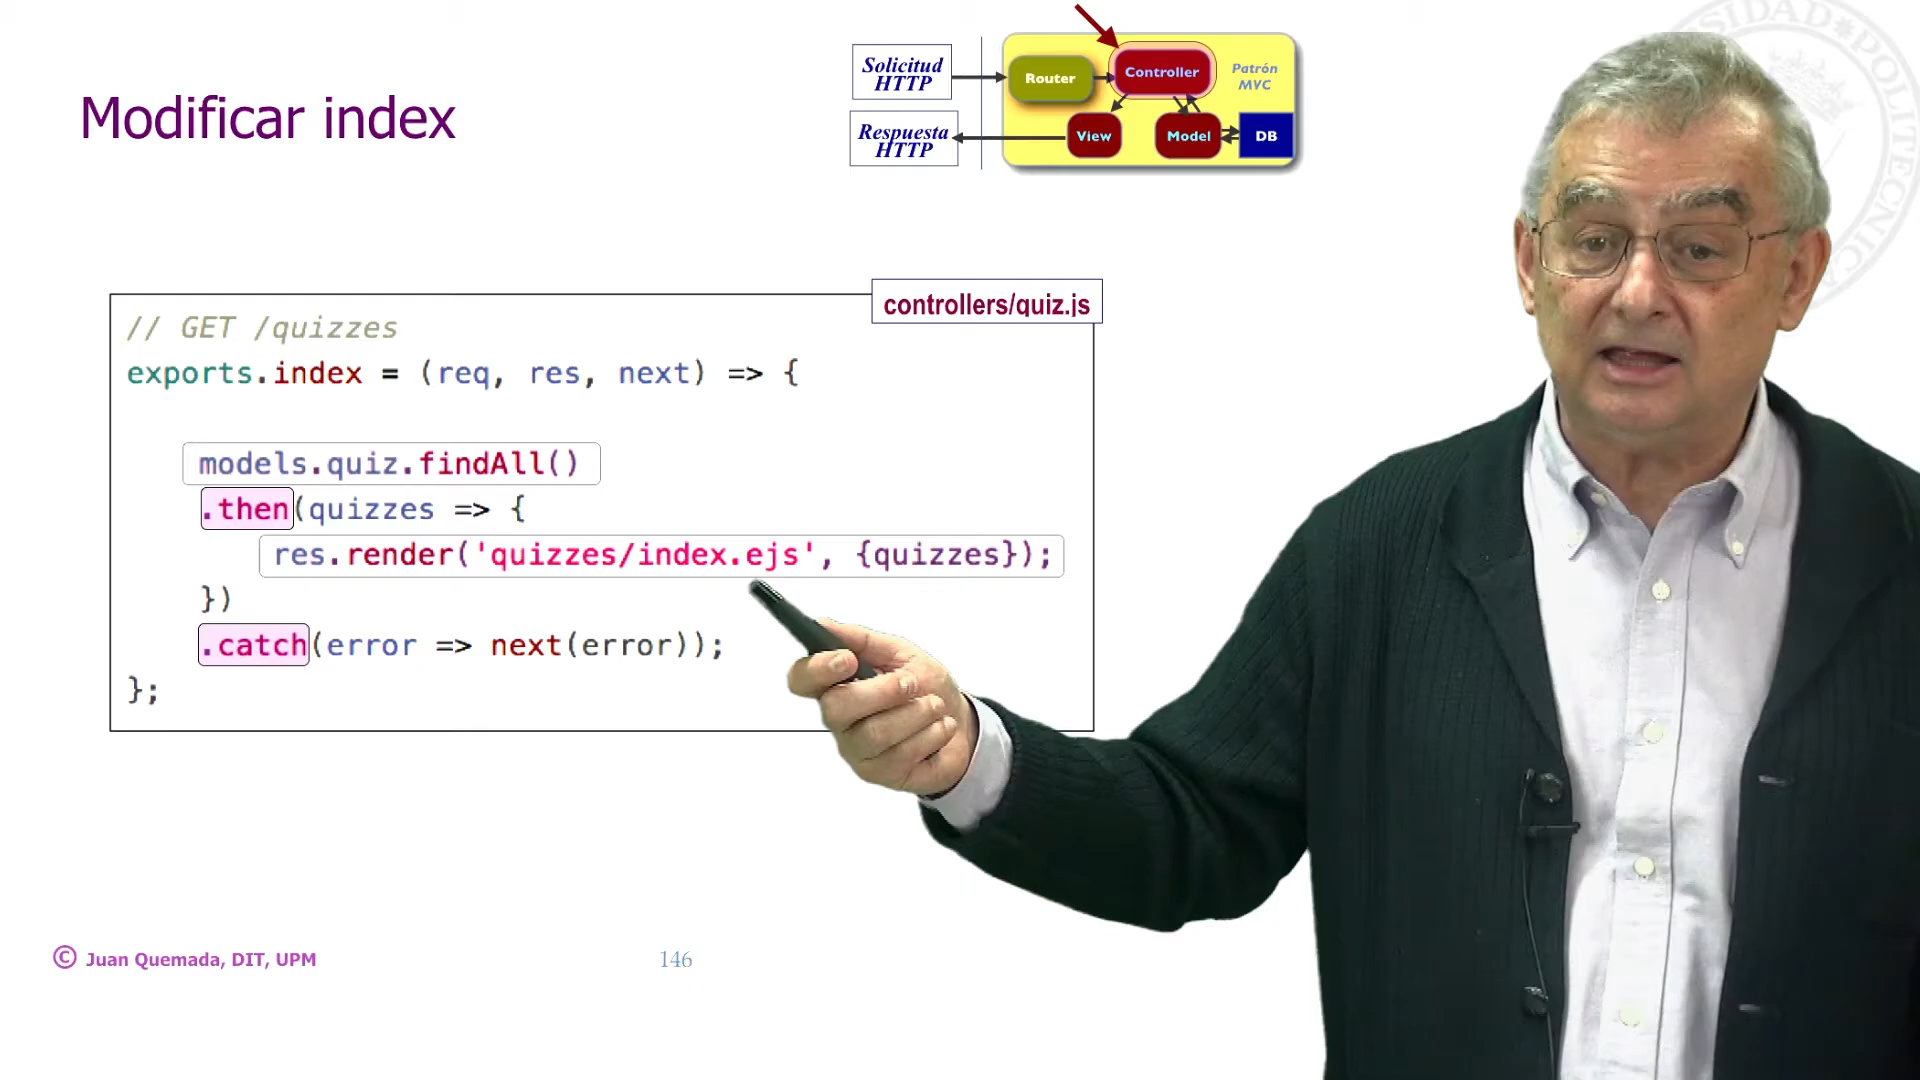 Modificar index
Solicitud
HTTP
Router
Controller
Patrón
MVC
Respuesta
HTTP
View
Model
DB
controllers/quiz.js
// GET /quizzes
exports.index = (req, res, next) => {
models.quiz.findAll()
.then(quizzes => {
res.render('quizzes/index.ejs', {quizzes});
})
.catch(error => next(error));
};
© Juan Quemada, DIT, UPM
146